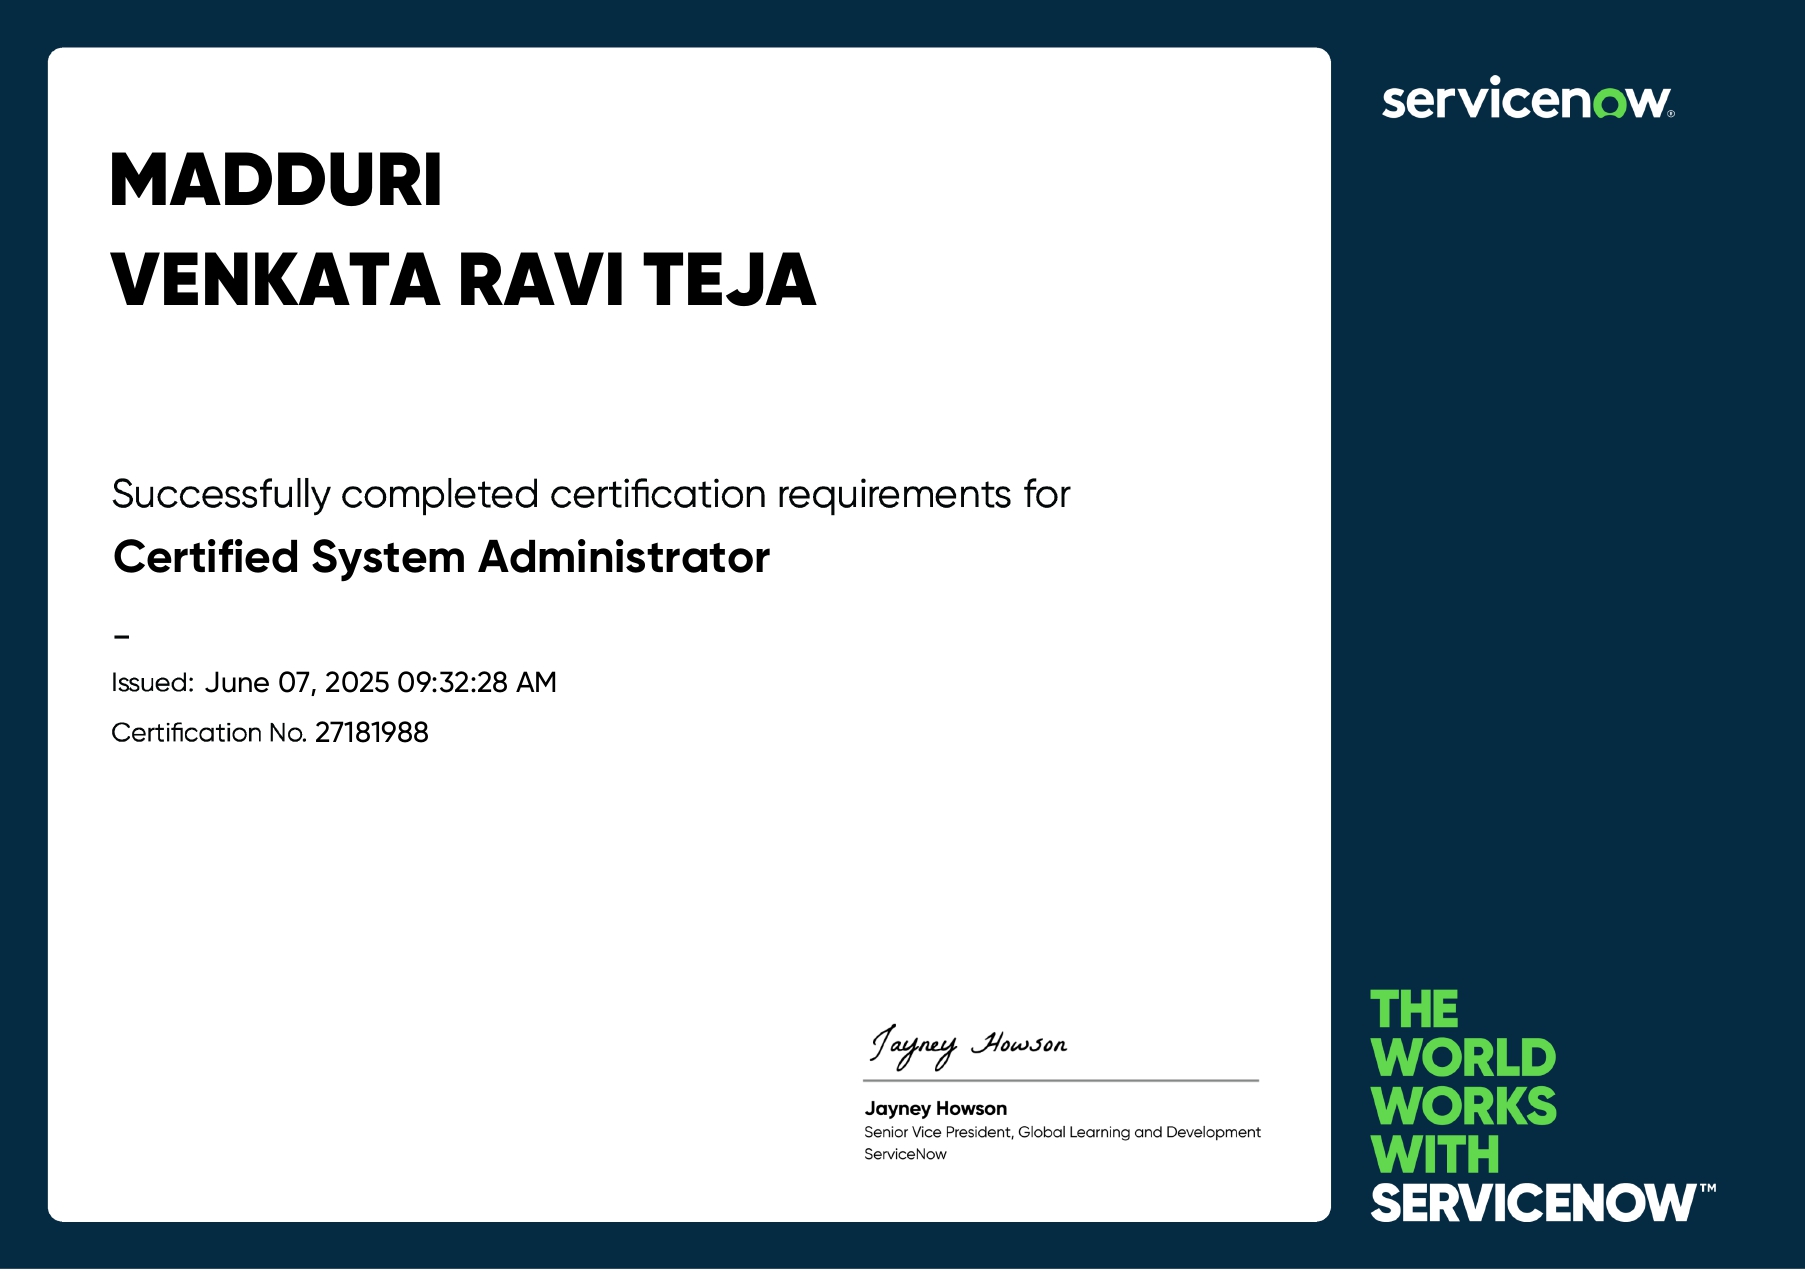 servicenow®
MADDURI
VENKATA RAVI TEJA
Successfully completed certification requirements for
Certified System Administrator
–
Issued: June 07, 2025 09:32:28 AM
Certification No. 27181988
Jayney Howson
Jayney Howson
Senior Vice President, Global Learning and Development
ServiceNow
THE
WORLD
WORKS
WITH
SERVICENOW™